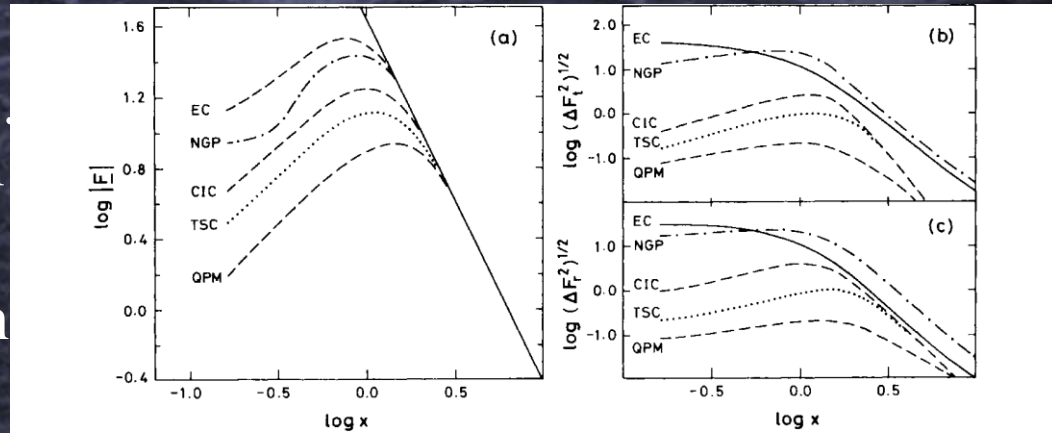 (a)
log |F|
1.6
1.2
0.8
0.4
0.0
-0.4
EC
NGP
CIC
TSC
QPM
-1.0
-0.5
0.0
0.5
log x
(b)
log (ΔF_t^2)^1/2
2.0
1.0
0.0
-1.0
EC
NGP
CIC
TSC
QPM
(c)
log (ΔF_r^2)^1/2
1.0
0.0
-1.0
EC
NGP
CIC
TSC
QPM
-0.5
0.0
0.5
log x